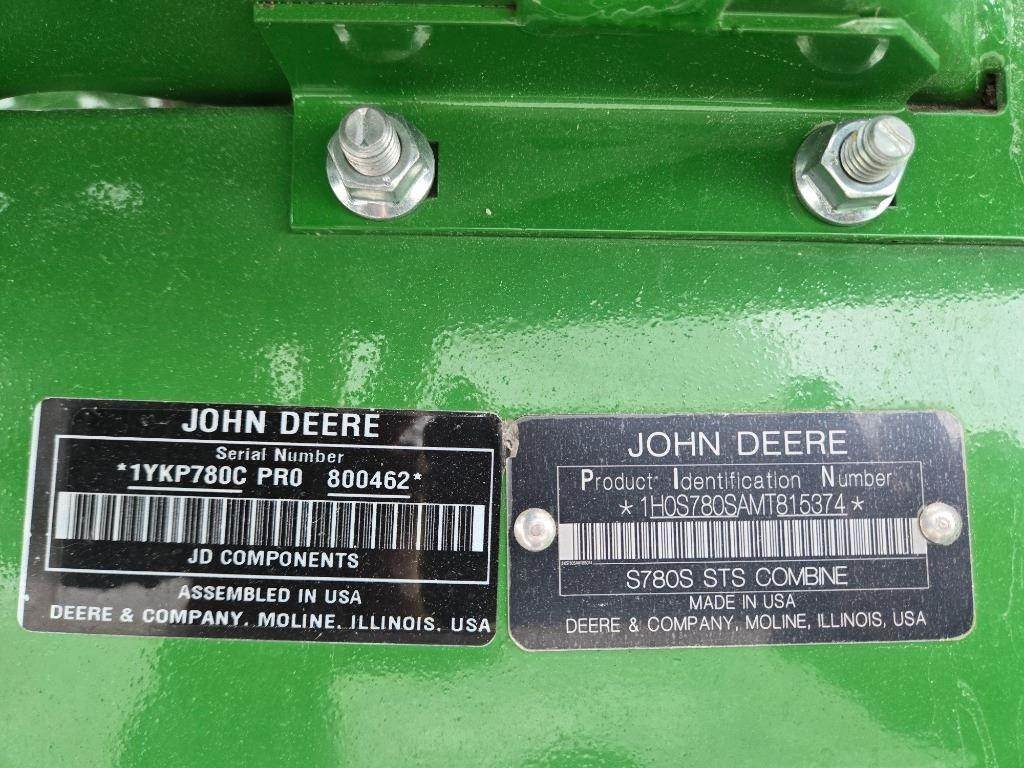 JOHN DEERE
Serial Number
*1YKP780C PRO 800462*
JD COMPONENTS
ASSEMBLED IN USA
DEERE & COMPANY. MOLINE. ILLINOIS. USA
JOHN DEERE
Product Identification Number
*1H0S780SAMT815374*
S780S STS COMBINE
MADE IN USA
DEERE & COMPANY, MOLINE, ILLINOIS, USA